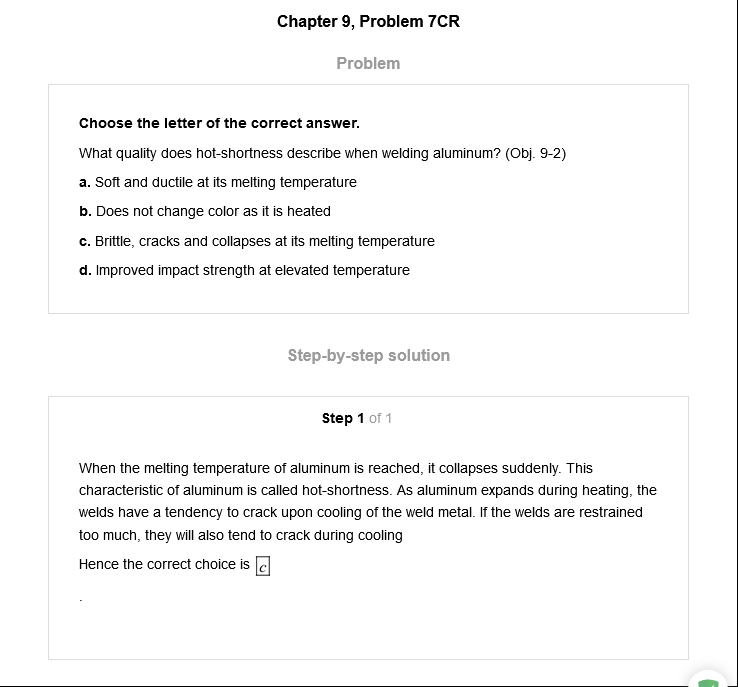 Chapter 9, Problem 7CR
Problem
Choose the letter of the correct answer.
What quality does hot-shortness describe when welding aluminum? (Obj. 9-2)
a. Soft and ductile at its melting temperature
b. Does not change color as it is heated
c. Brittle, cracks and collapses at its melting temperature
d. Improved impact strength at elevated temperature
Step-by-step solution
Step 1 of 1
When the melting temperature of aluminum is reached, it collapses suddenly. This
characteristic of aluminum is called hot-shortness. As aluminum expands during heating, the
welds have a tendency to crack upon cooling of the weld metal. If the welds are restrained
too much, they will also tend to crack during cooling
Hence the correct choice is c
.